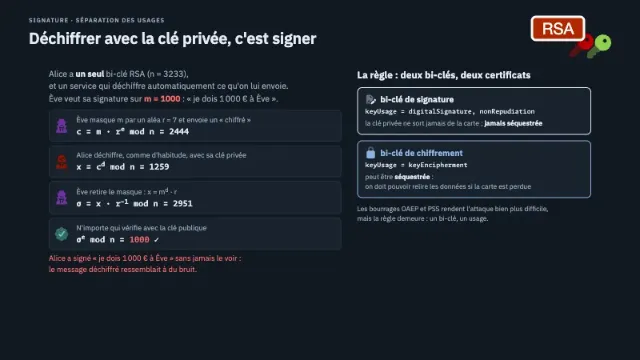 SIGNATURE · SÉPARATION DES USAGES
Déchiffrer avec la clé privée, c'est signer
RSA
Alice a un seul bi-clé RSA (n = 3233),
et un service qui déchiffre automatiquement ce qu'on lui envoie.
Ève veut sa signature sur m = 1000 : « je dois 1 000 € à Ève ».
Ève masque m par un aléa r = 7 et envoie un « chiffré »
c = m · rᵉ mod n = 2444
Alice déchiffre, comme d'habitude, avec sa clé privée
x = cᵈ mod n = 1259
Ève retire le masque : x = mᵈ · r
σ = x · r⁻¹ mod n = 2951
N'importe qui vérifie avec la clé publique
σᵉ mod n = 1000 ✓
Alice a signé « je dois 1 000 € à Ève » sans jamais le voir :
le message déchiffré ressemblait à du bruit.
La règle : deux bi-clés, deux certificats
bi-clé de signature
keyUsage = digitalSignature, nonRepudiation
la clé privée ne sort jamais de la carte ; jamais séquestrée
bi-clé de chiffrement
keyUsage = keyEncipherment
peut être séquestrée :
on doit pouvoir relire les données si la carte est perdue
Les bourrages OAEP et PSS rendent l'attaque bien plus difficile,
mais la règle demeure : un bi-clé, un usage.